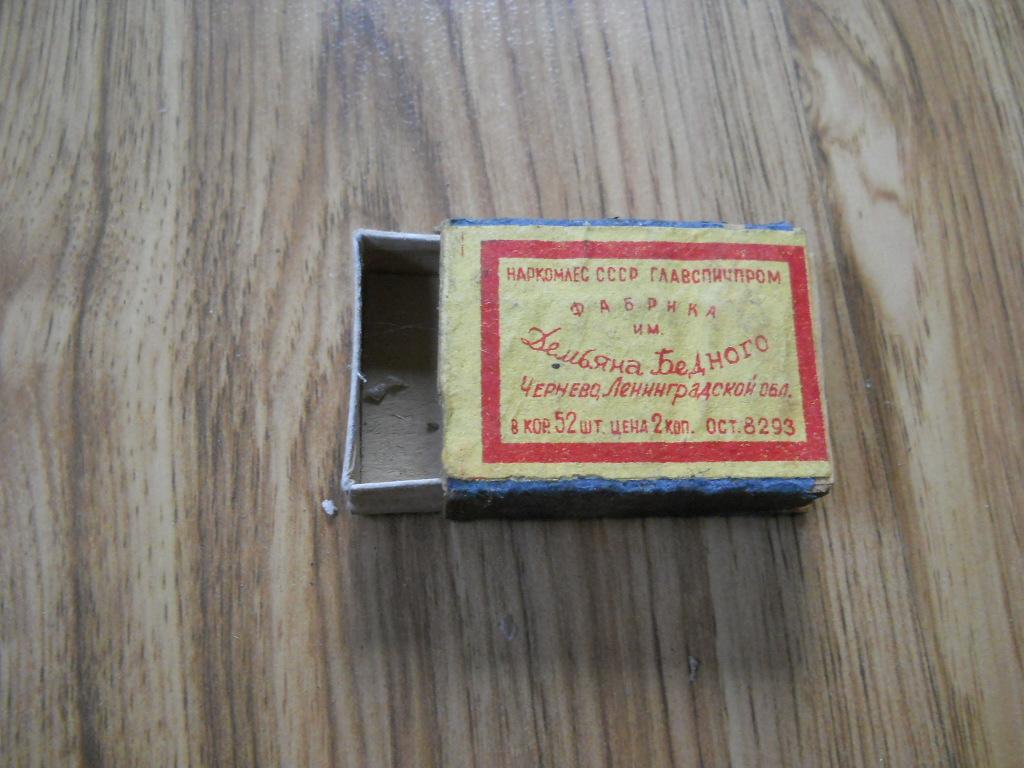 НАРКОМЛЕС СССР ГЛАВСПИЧПРОМ
ФАБРИКА
ИМ.
Демьяна Бедного
ЧЕРНЕВО, Ленинградской обл.
В КОР. 52 ШТ. ЦЕНА 2 КОП. ОСТ. 8293